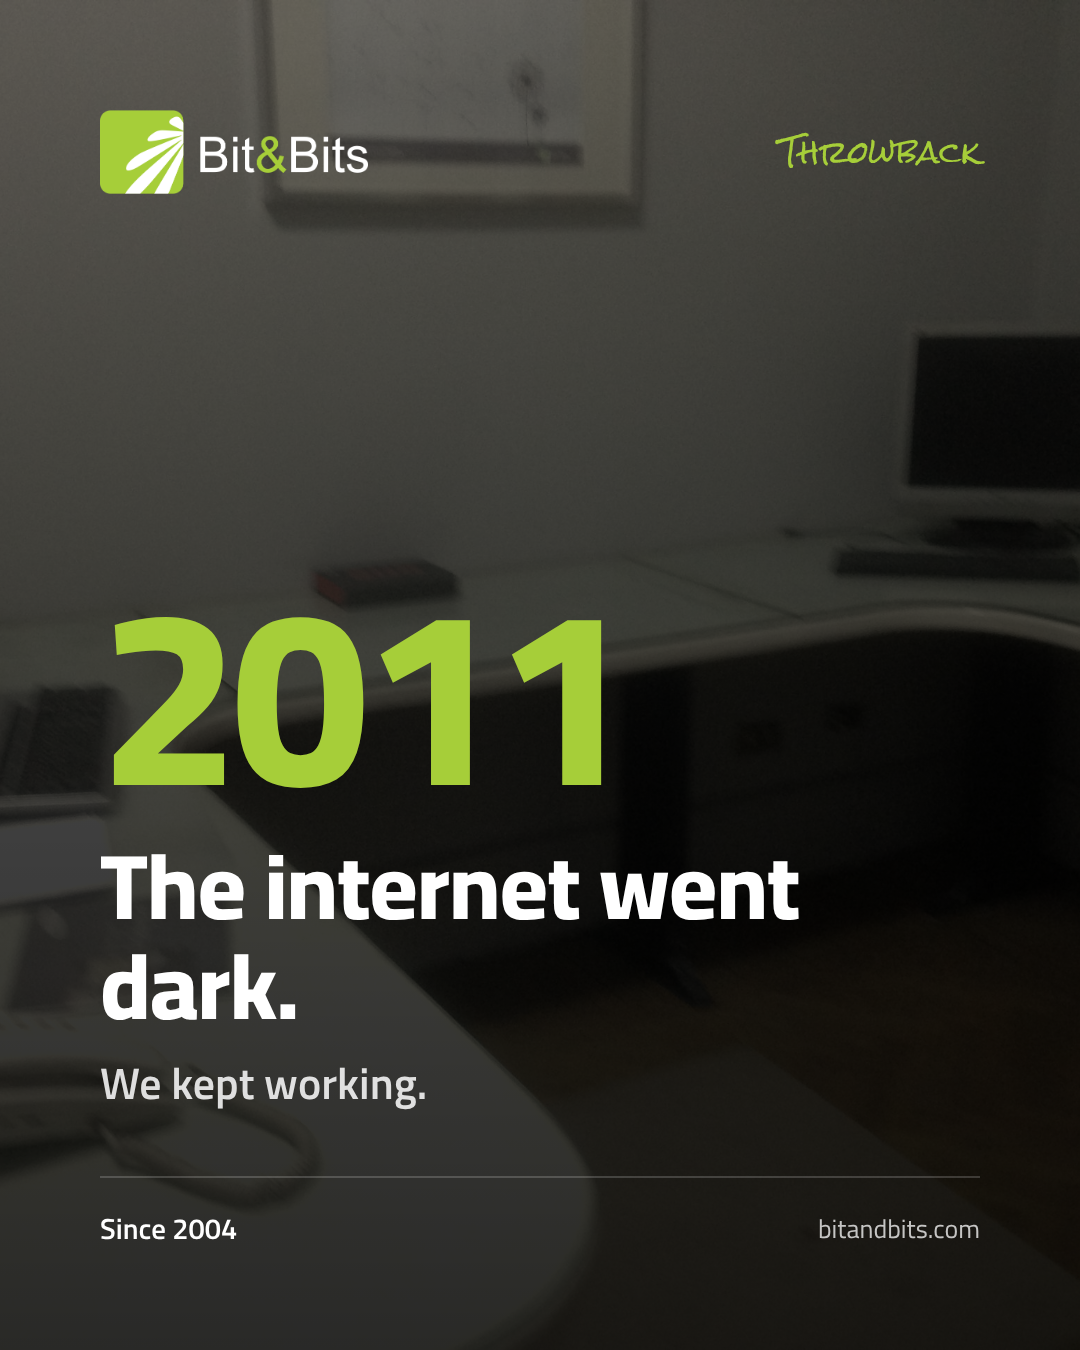 Bit&Bits
Throwback
2011
The internet went
dark.
We kept working.
Since 2004
bitandbits.com